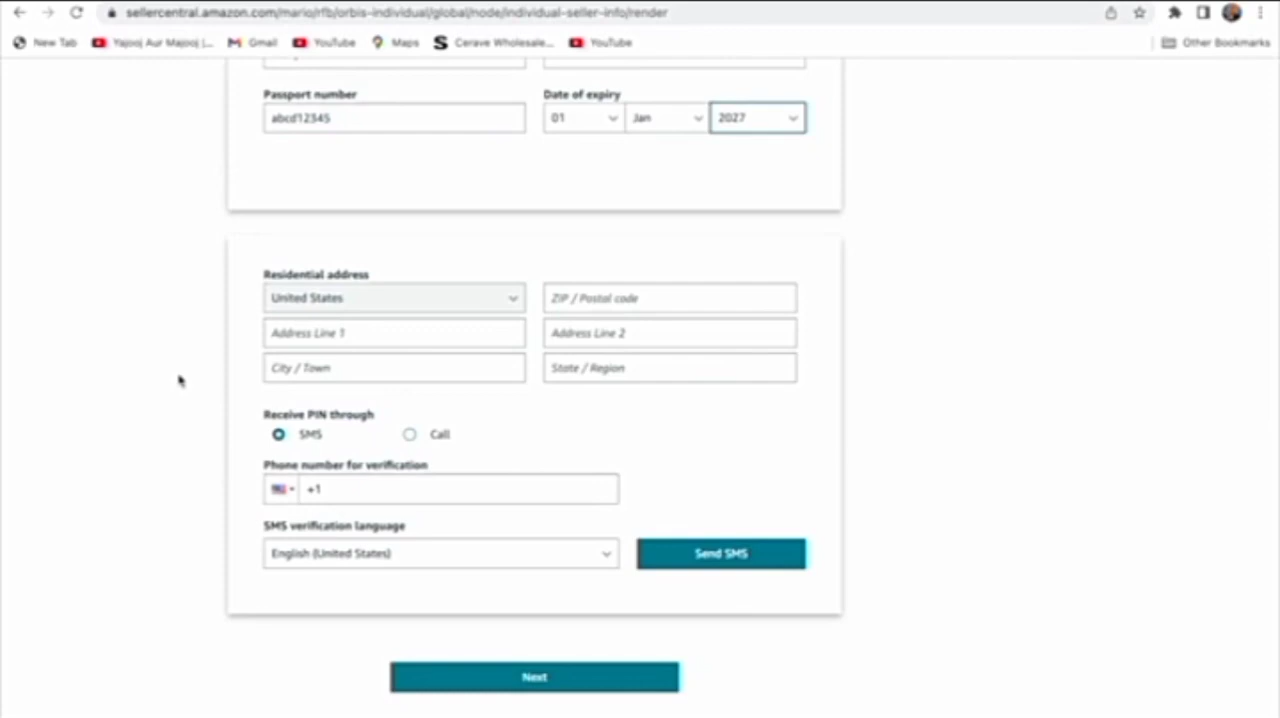 sellercentral.amazon.com/mario/rfb/orbis-individual/global/node/individual-seller-info/render
New Tab Yajooj Aur Majooj |... Gmail YouTube Maps Cerave Wholesale... YouTube Other Bookmarks
Passport number Date of expiry
abcd12345 01 Jan 2027
Residential address
United States ZIP / Postal code
Address Line 1 Address Line 2
City / Town State / Region
Receive PIN through
SMS Call
Phone number for verification
+1
SMS verification language
English (United States) Send SMS
Next